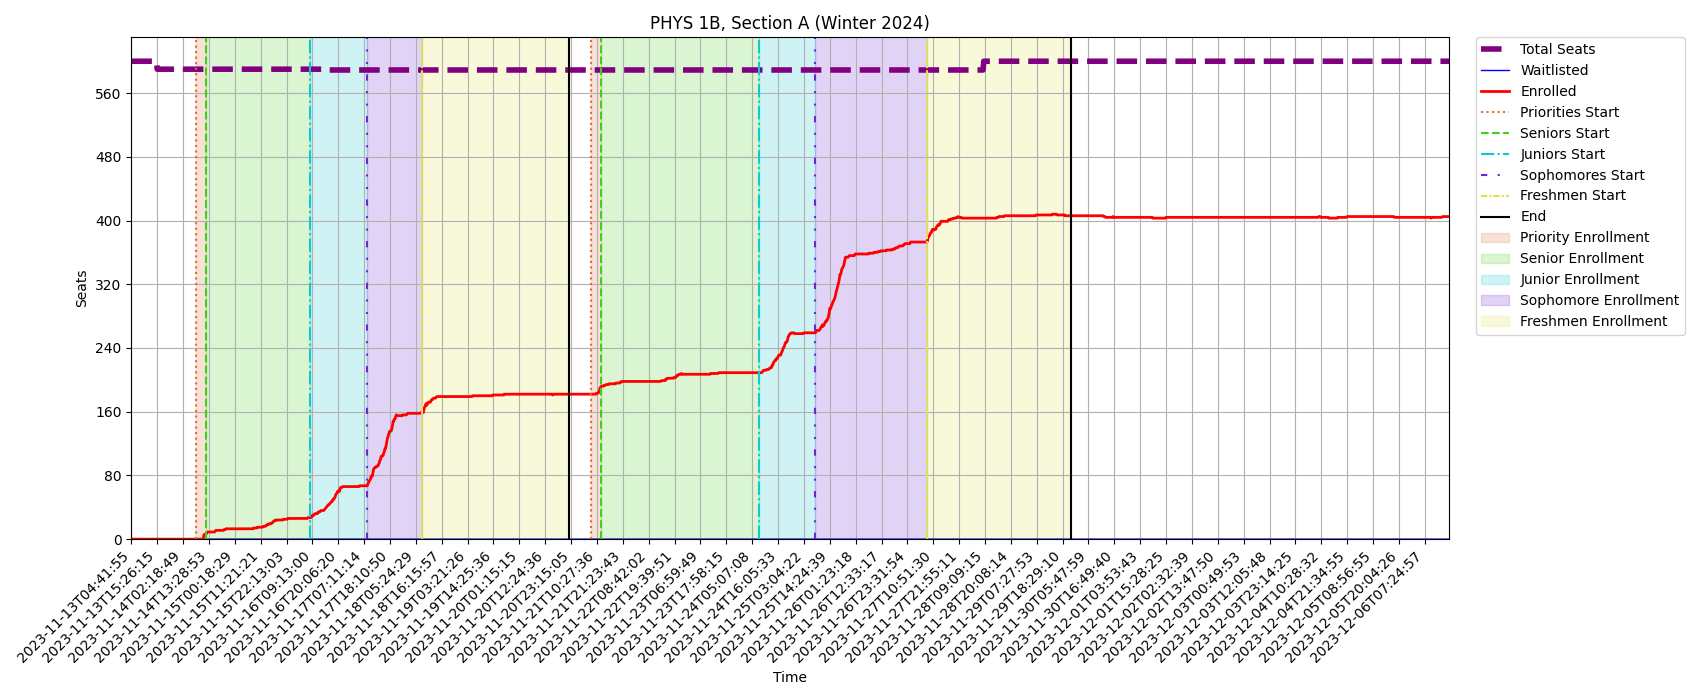 PHYS 1B, Section A (Winter 2024)
Seats
560
480
400
320
240
160
80
0
2023-11-13T04:41:55
2023-11-13T15:26:15
2023-11-14T02:18:49
2023-11-14T13:28:53
2023-11-15T00:18:29
2023-11-15T11:21:21
2023-11-15T22:13:03
2023-11-16T09:13:00
2023-11-16T20:06:20
2023-11-17T07:11:14
2023-11-17T18:10:50
2023-11-18T05:24:29
2023-11-18T16:15:57
2023-11-19T03:21:26
2023-11-19T14:25:36
2023-11-20T01:15:15
2023-11-20T12:24:36
2023-11-20T23:15:05
2023-11-21T10:27:36
2023-11-21T21:23:43
2023-11-22T08:42:02
2023-11-22T19:39:51
2023-11-23T06:59:49
2023-11-23T17:58:15
2023-11-24T05:07:08
2023-11-24T16:05:33
2023-11-25T03:04:22
2023-11-25T14:24:39
2023-11-26T01:23:18
2023-11-26T12:33:17
2023-11-26T23:31:54
2023-11-27T10:51:30
2023-11-27T21:55:11
2023-11-28T09:09:15
2023-11-28T20:08:14
2023-11-29T07:27:53
2023-11-29T18:29:10
2023-11-30T05:47:59
2023-11-30T16:49:40
2023-12-01T03:53:43
2023-12-01T15:28:25
2023-12-02T02:32:39
2023-12-02T13:47:50
2023-12-03T00:49:53
2023-12-03T12:05:48
2023-12-03T23:14:25
2023-12-04T10:28:32
2023-12-04T21:34:55
2023-12-05T08:56:55
2023-12-05T20:04:26
2023-12-06T07:24:57
Time
Total Seats
Waitlisted
Enrolled
Priorities Start
Seniors Start
Juniors Start
Sophomores Start
Freshmen Start
End
Priority Enrollment
Senior Enrollment
Junior Enrollment
Sophomore Enrollment
Freshmen Enrollment